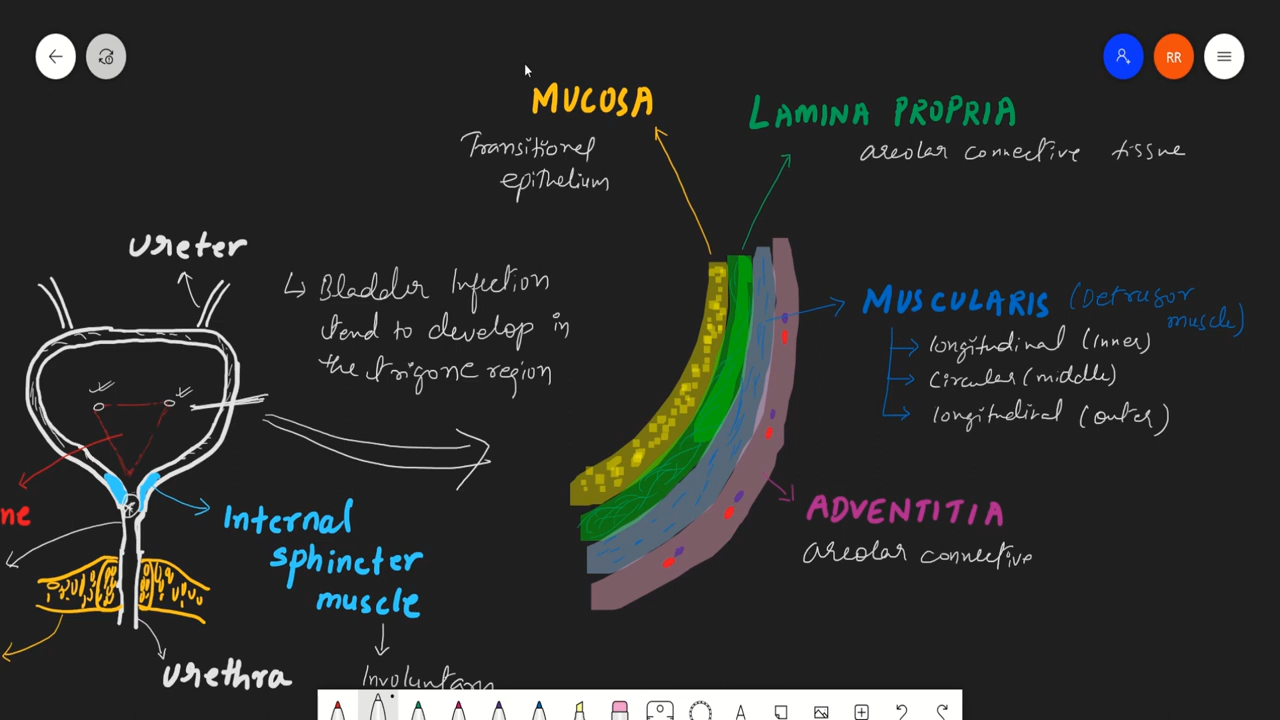 RR
MUCOSA
Transitional
epithelium
LAMINA PROPRIA
areolar connective tissue
ureter
↳ Bladder Infection
tend to develop in
the trigone region
MUSCULARIS (Detrusor
muscle)
longitudinal (inner)
Circular (middle)
longitudinal (outer)
ADVENTITIA
areolar connective
ne
Internal
sphincter
muscle
urethra
Involuntary